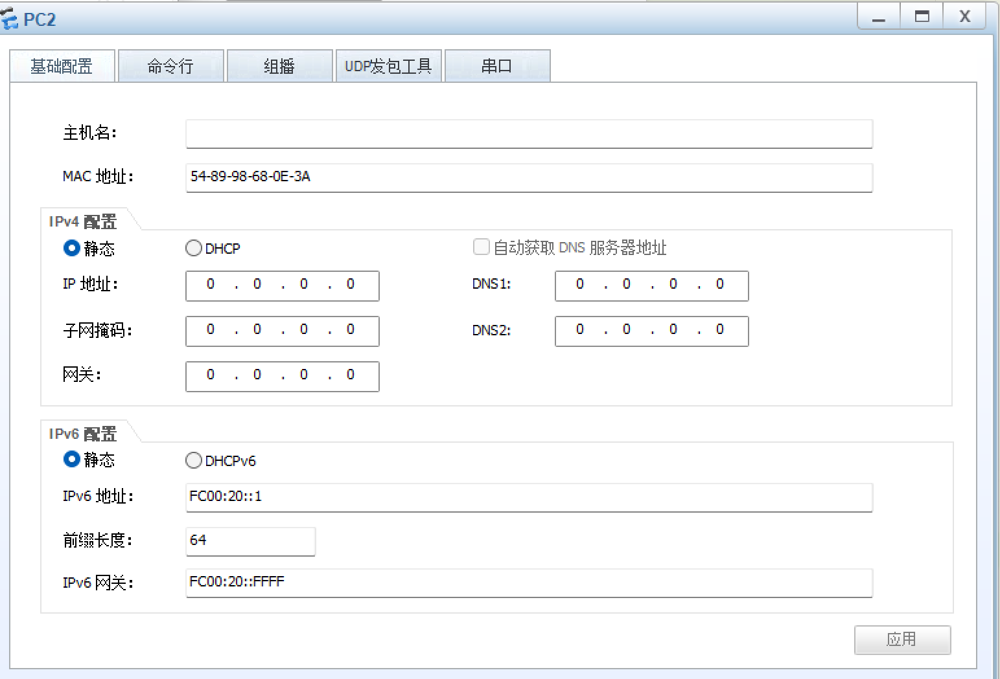 PC2
基础配置 命令行 组播 UDP发包工具 串口
主机名:
MAC 地址: 54-89-98-68-0E-3A
IPv4 配置
静态 DHCP 自动获取 DNS 服务器地址
IP 地址: 0 . 0 . 0 . 0 DNS1: 0 . 0 . 0 . 0
子网掩码: 0 . 0 . 0 . 0 DNS2: 0 . 0 . 0 . 0
网关: 0 . 0 . 0 . 0
IPv6 配置
静态 DHCPv6
IPv6 地址: FC00:20::1
前缀长度: 64
IPv6 网关: FC00:20::FFFF
应用